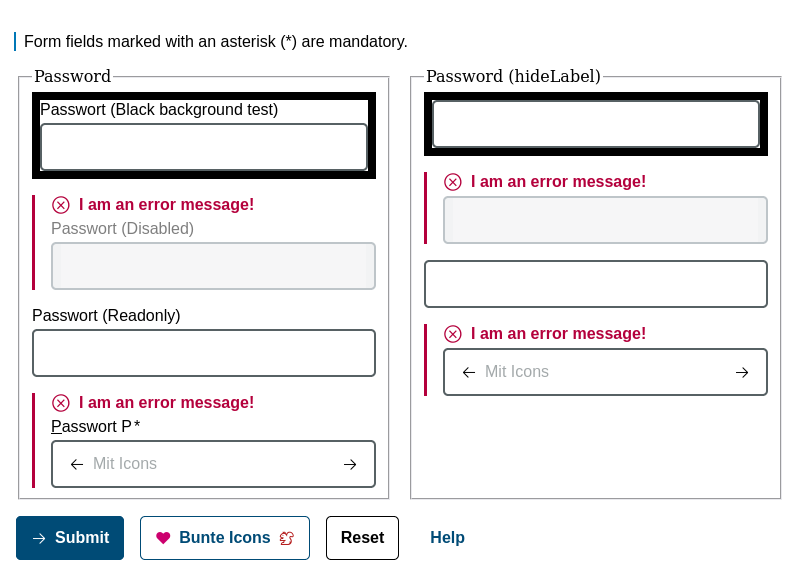 Form fields marked with an asterisk (*) are mandatory.
Password
Passwort (Black background test)
I am an error message!
Passwort (Disabled)
Passwort (Readonly)
I am an error message!
Passwort P*
Mit Icons
Password (hideLabel)
I am an error message!
I am an error message!
Mit Icons
Submit Bunte Icons Reset Help